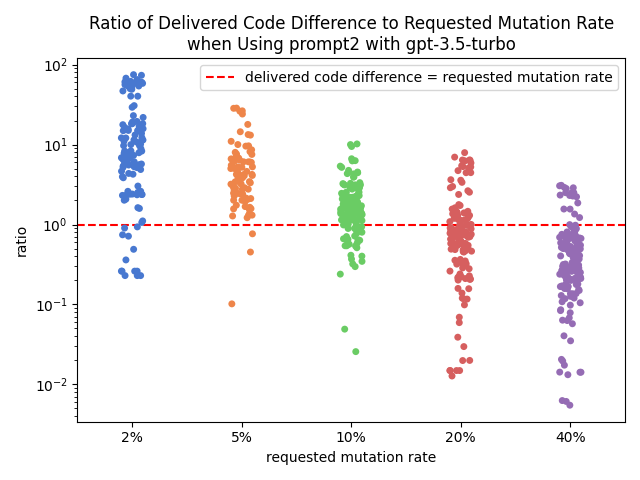 Ratio of Delivered Code Difference to Requested Mutation Rate
when Using prompt2 with gpt-3.5-turbo
delivered code difference = requested mutation rate
ratio
10²
10¹
10⁰
10⁻¹
10⁻²
2% 5% 10% 20% 40%
requested mutation rate